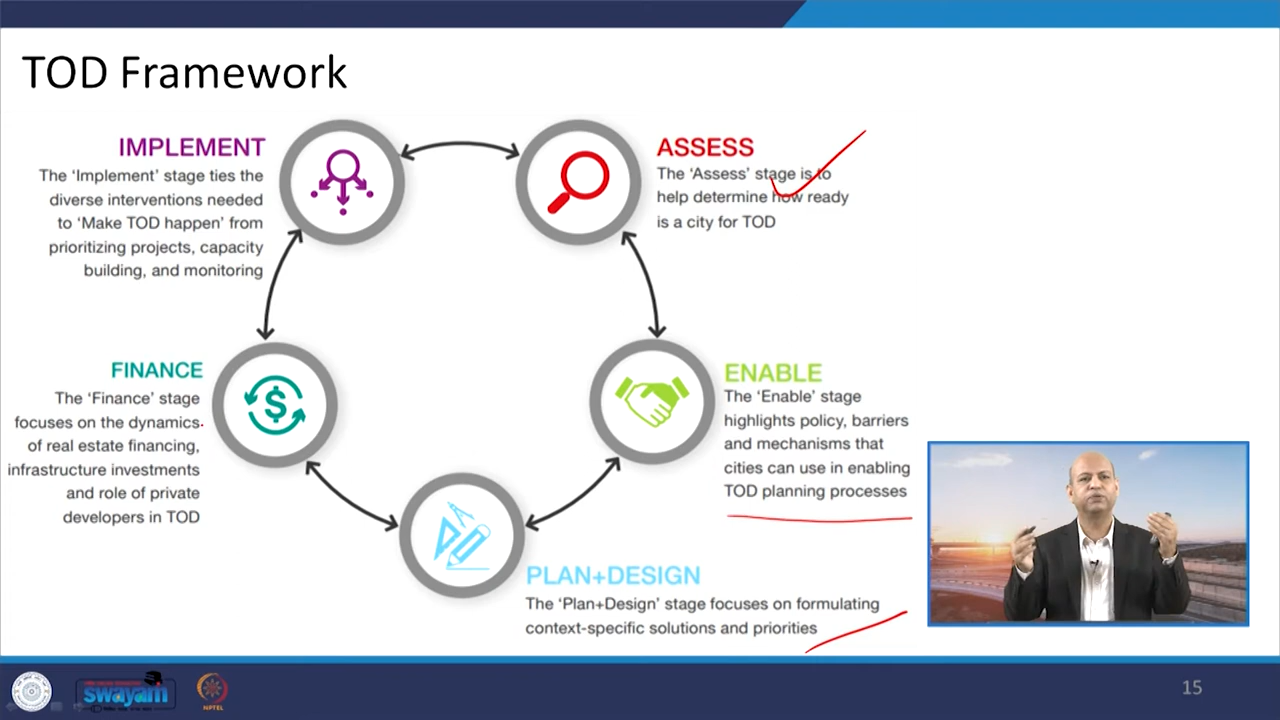 TOD Framework
IMPLEMENT
The ‘Implement’ stage ties the
diverse interventions needed
to ‘Make TOD happen’ from
prioritizing projects, capacity
building, and monitoring
ASSESS
The ‘Assess’ stage is to
help determine how ready
is a city for TOD
FINANCE
The ‘Finance’ stage
focuses on the dynamics
of real estate financing,
infrastructure investments
and role of private
developers in TOD
$
ENABLE
The ‘Enable’ stage
highlights policy, barriers
and mechanisms that
cities can use in enabling
TOD planning processes
PLAN+DESIGN
The ‘Plan+Design’ stage focuses on formulating
context-specific solutions and priorities
swayam
NPTEL
15